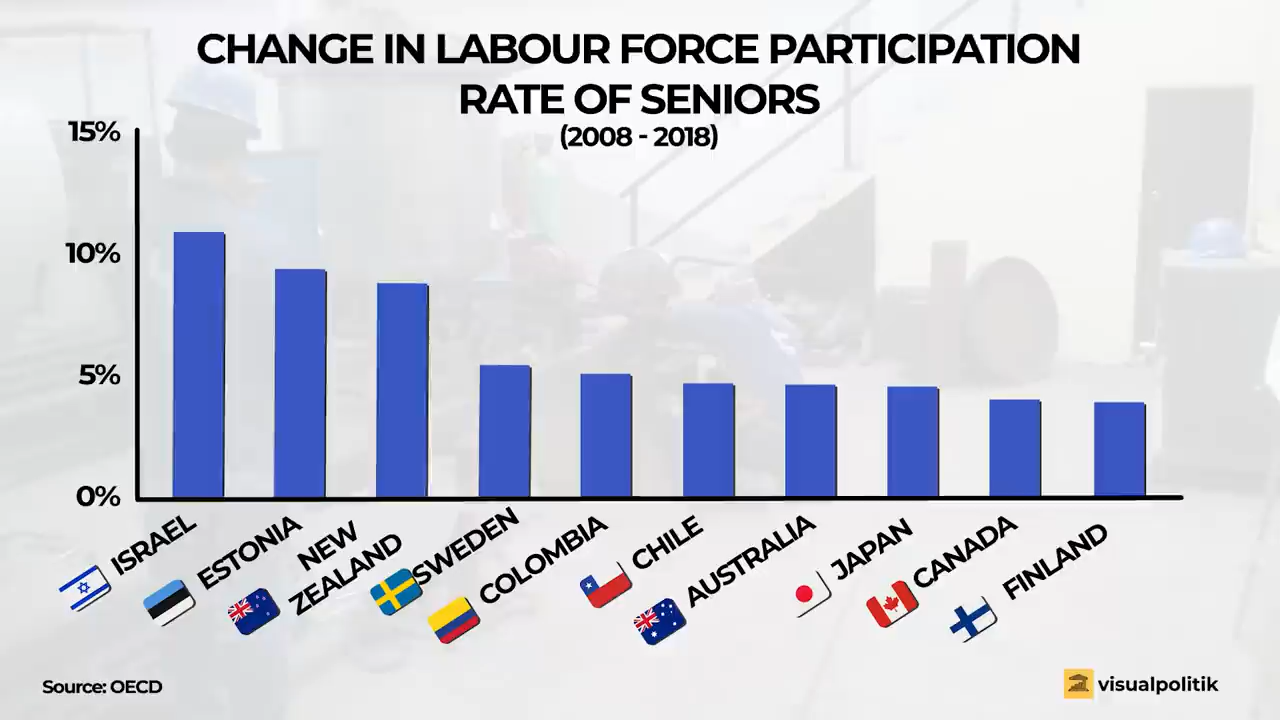 CHANGE IN LABOUR FORCE PARTICIPATION
RATE OF SENIORS
(2008 - 2018)
15%
10%
5%
0%
ISRAEL
ESTONIA
NEW
ZEALAND
SWEDEN
COLOMBIA
CHILE
AUSTRALIA
JAPAN
CANADA
FINLAND
Source: OECD
visualpolitik